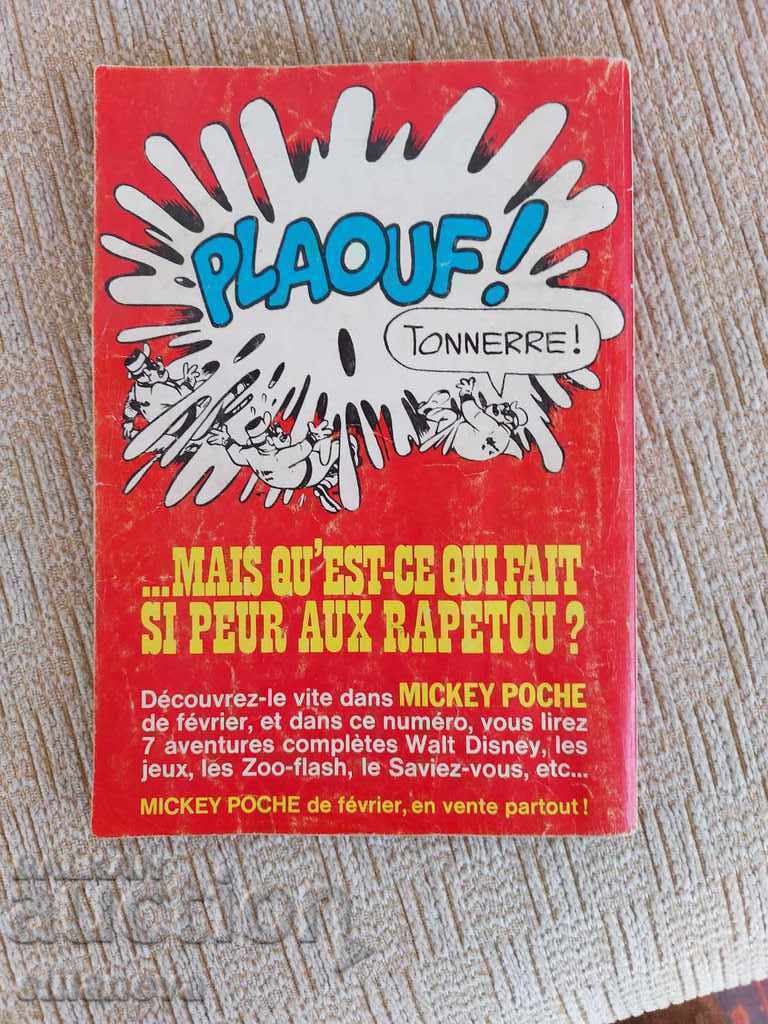 PLAOUF!
TONNERRE!
...MAIS QU'EST-CE QUI FAIT
SI PEUR AUX RAPETOU ?
Découvrez-le vite dans MICKEY POCHE
de février, et dans ce numéro, vous lirez
7 aventures complètes Walt Disney, les
jeux, les Zoo-flash, le Saviez-vous, etc...
MICKEY POCHE de février, en vente partout !
auction